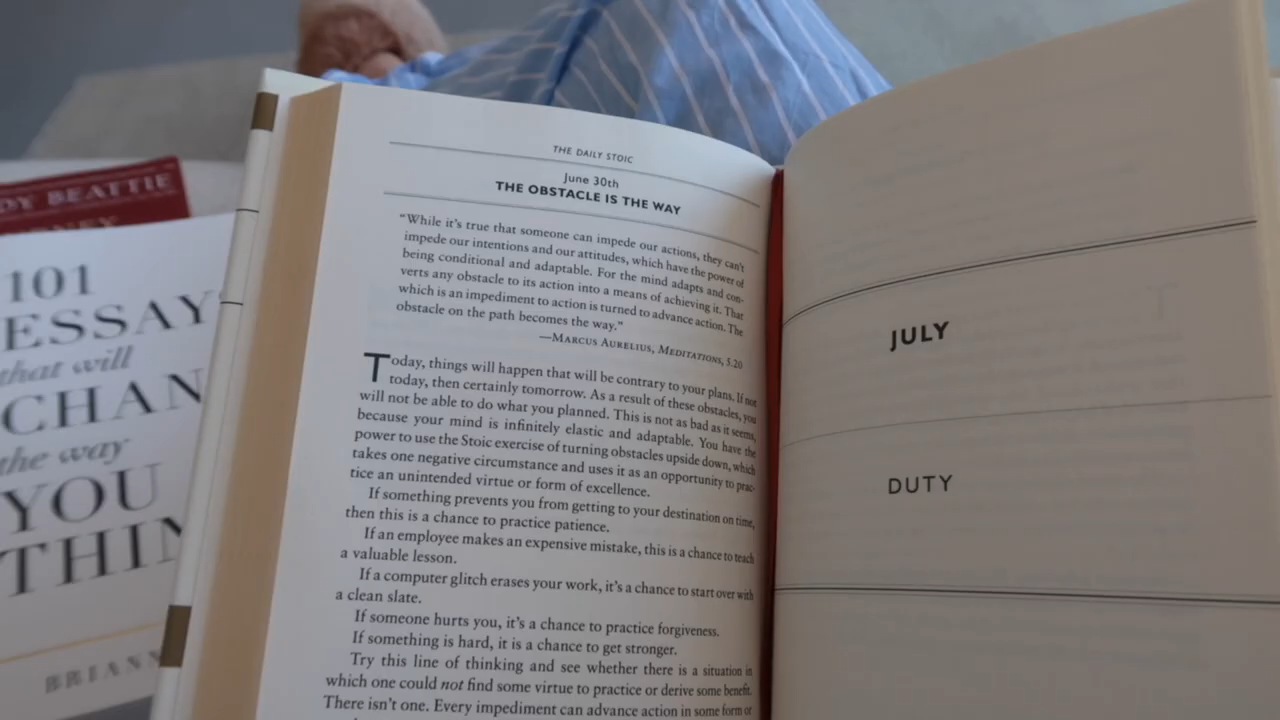 DY BEATTIE
101
ESSAY
that will
CHAN
the way
YOU
THIN
BRIANN
THE DAILY STOIC
June 30th
THE OBSTACLE IS THE WAY
"While it's true that someone can impede our actions, they can't
impede our intentions and our attitudes, which have the power of
being conditional and adaptable. For the mind adapts and con-
verts any obstacle to its action into a means of achieving it. That
which is an impediment to action is turned to advance action. The
obstacle on the path becomes the way."
—MARCUS AURELIUS, MEDITATIONS, 5.20
Today, things will happen that will be contrary to your plans. If not
today, then certainly tomorrow. As a result of these obstacles, you
will not be able to do what you planned. This is not as bad as it seems,
because your mind is infinitely elastic and adaptable. You have the
power to use the Stoic exercise of turning obstacles upside down, which
takes one negative circumstance and uses it as an opportunity to prac-
tice an unintended virtue or form of excellence.
If something prevents you from getting to your destination on time,
then this is a chance to practice patience.
If an employee makes an expensive mistake, this is a chance to teach
a valuable lesson.
If a computer glitch erases your work, it's a chance to start over with
a clean slate.
If someone hurts you, it's a chance to practice forgiveness.
If something is hard, it is a chance to get stronger.
Try this line of thinking and see whether there is a situation in
which one could not find some virtue to practice or derive some benefit.
There isn't one. Every impediment can advance action in some form or
JULY
DUTY